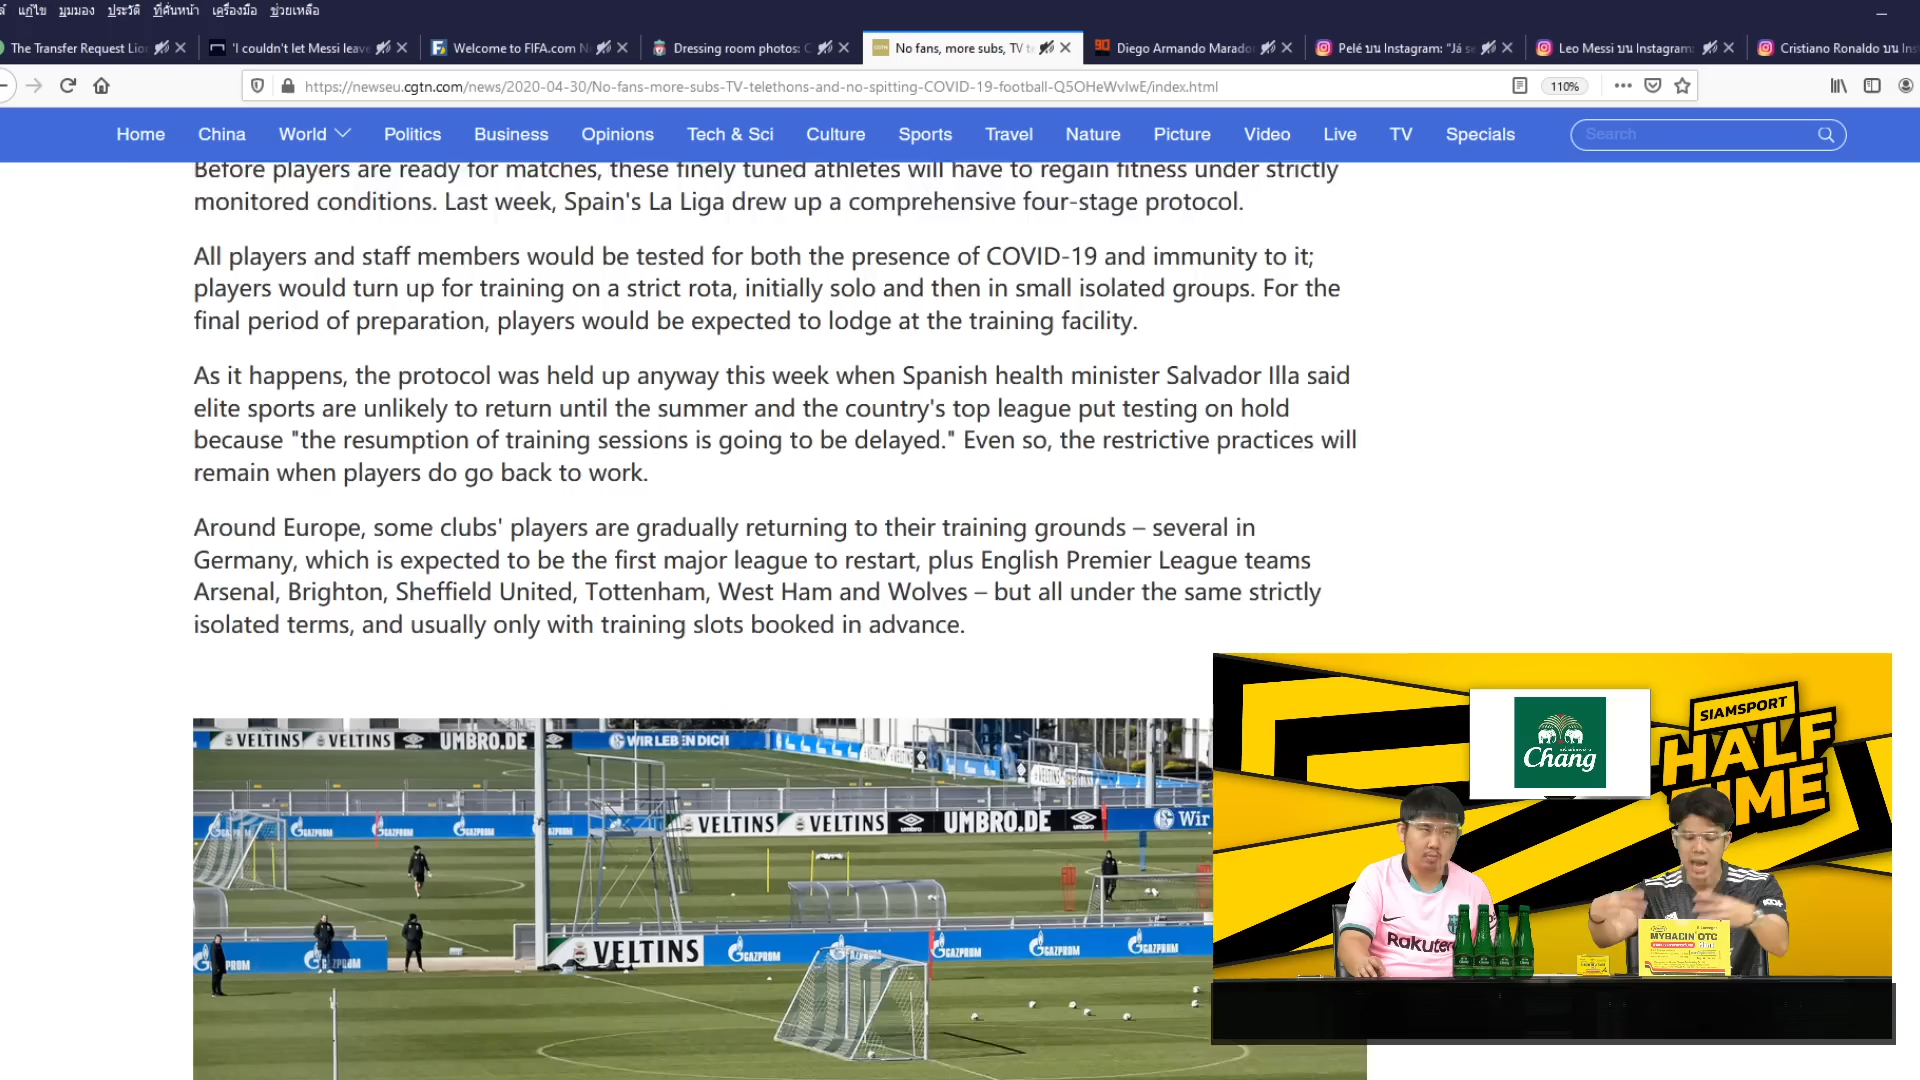 แก้ไข มุมมอง ประวัติ ที่คั่นหน้า เครื่องมือ ช่วยเหลือ
The Transfer Request Lio
'I couldn't let Messi leave
Welcome to FIFA.com N
Dressing room photos: C
No fans, more subs, TV t
Diego Armando Marado
Pelé บน Instagram: "Já s
Leo Messi บน Instagram:
Cristiano Ronaldo บน Ins
https://newseu.cgtn.com/news/2020-04-30/No-fans-more-subs-TV-telethons-and-no-spitting-COVID-19-football-Q5OHeWvIwE/index.html
110%
Home China World Politics Business Opinions Tech & Sci Culture Sports Travel Nature Picture Video Live TV Specials
Search
Before players are ready for matches, these finely tuned athletes will have to regain fitness under strictly
monitored conditions. Last week, Spain's La Liga drew up a comprehensive four-stage protocol.
All players and staff members would be tested for both the presence of COVID-19 and immunity to it;
players would turn up for training on a strict rota, initially solo and then in small isolated groups. For the
final period of preparation, players would be expected to lodge at the training facility.
As it happens, the protocol was held up anyway this week when Spanish health minister Salvador Illa said
elite sports are unlikely to return until the summer and the country's top league put testing on hold
because "the resumption of training sessions is going to be delayed." Even so, the restrictive practices will
remain when players do go back to work.
Around Europe, some clubs' players are gradually returning to their training grounds – several in
Germany, which is expected to be the first major league to restart, plus English Premier League teams
Arsenal, Brighton, Sheffield United, Tottenham, West Ham and Wolves – but all under the same strictly
isolated terms, and usually only with training slots booked in advance.
VELTINS VELTINS UMBRO.DE WIR LEBEN DICH
GAZPROM GAZPROM GAZPROM VELTINS VELTINS umbro UMBRO.DE Wir
VELTINS GAZPROM GAZPROM GAZPROM GAZPROM
PROM GAZPROM
SIAMSPORT
HALF
TIME
Chang
Rakuten
MYBACIN OTC